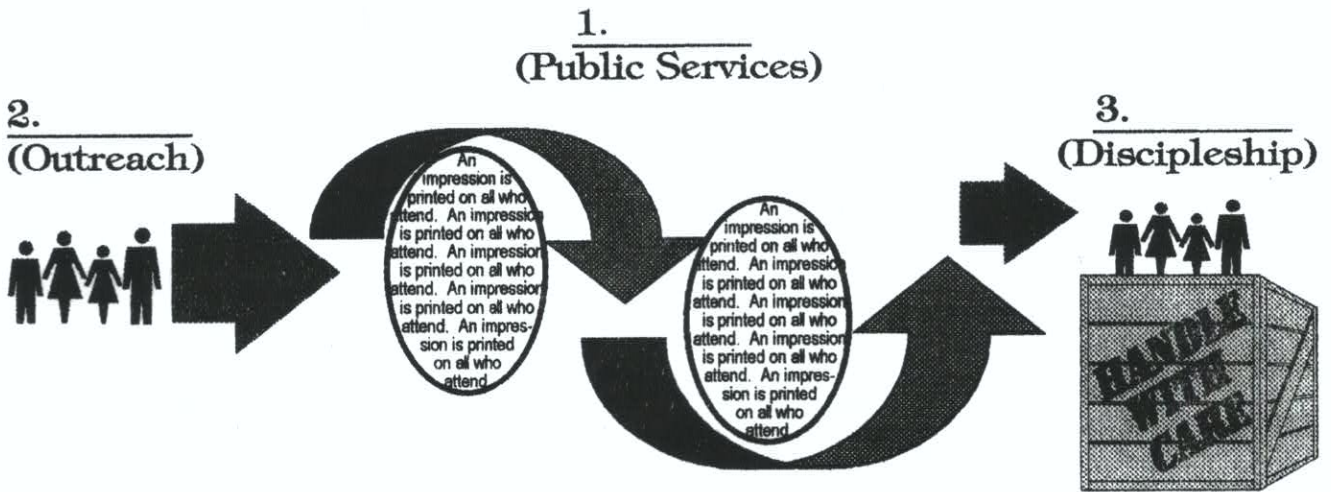 1.
(Public Services)
2.
(Outreach)
3.
(Discipleship)
An
impression is
printed on all who
attend. An impression
is printed on all who
attend. An impression
is printed on all who
attend. An impression
is printed on all who
attend. An impres-
sion is printed
on all who
attend
An
impression is
printed on all who
attend. An impression
is printed on all who
attend. An impression
is printed on all who
attend. An impression
is printed on all who
attend. An impres-
sion is printed
on all who
attend
HANDLE
WITH
CARE